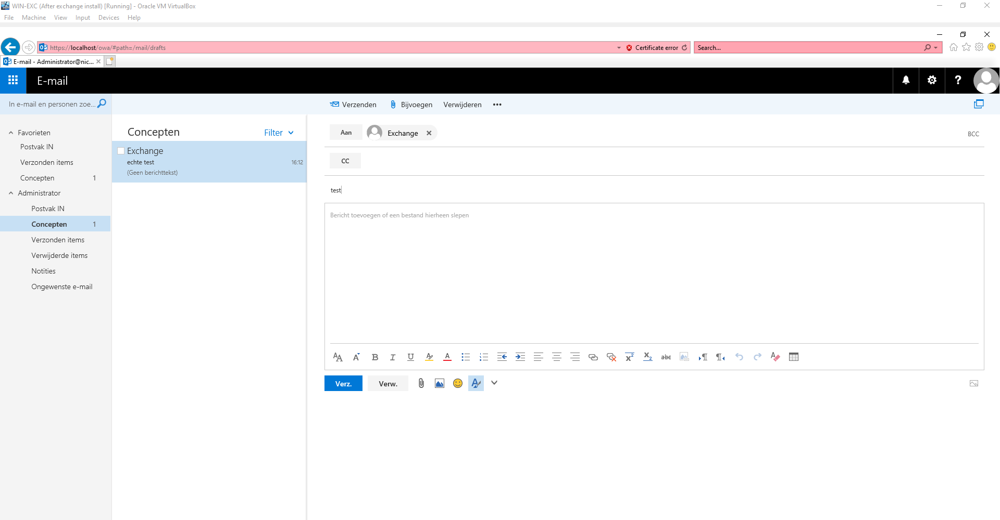 WIN-EXC (After exchange install) [Running] - Oracle VM VirtualBox
File Machine View Input Devices Help
https://localhost/owa/#path=/mail/drafts
Certificate error
Search...
E-mail - Administrator@nic...
E-mail
In e-mail en personen zoe...
Verzenden Bijvoegen Verwijderen
Favorieten
Postvak IN
Verzonden items
Concepten 1
Administrator
Postvak IN
Concepten 1
Verzonden items
Verwijderde items
Notities
Ongewenste e-mail
Concepten Filter
Exchange
echte test 16:12
(Geen berichttekst)
Aan Exchange BCC
CC
test
Bericht toevoegen of een bestand hierheen slepen
abc
Verz. Verw.